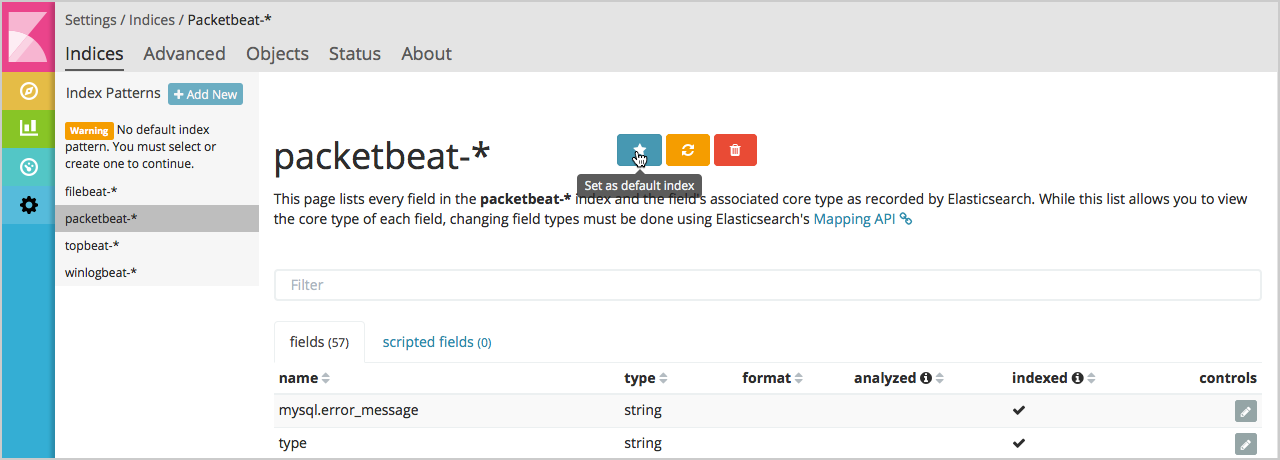 Settings / Indices / Packetbeat-*
Indices Advanced Objects Status About
Index Patterns + Add New
Warning No default index
pattern. You must select or
create one to continue.
filebeat-*
packetbeat-*
topbeat-*
winlogbeat-*
packetbeat-*
Set as default index
This page lists every field in the packetbeat-* index and the field's associated core type as recorded by Elasticsearch. While this list allows you to view
the core type of each field, changing field types must be done using Elasticsearch's Mapping API
Filter
fields (57) scripted fields (0)
name type format analyzed indexed controls
mysql.error_message string
type string